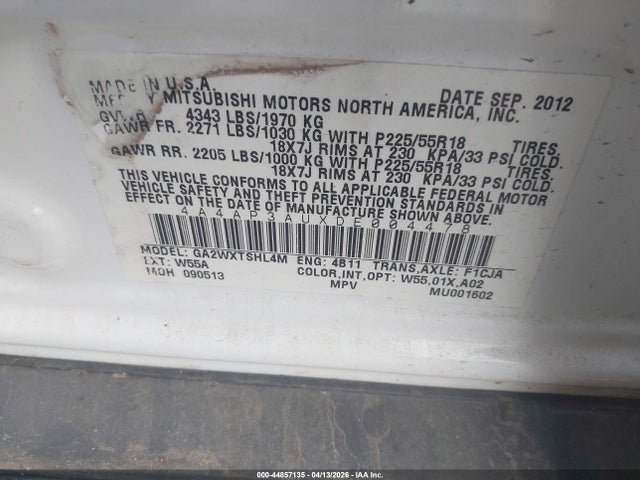 MADE IN U.S.A. DATE SEP. 2012
BY MITSUBISHI MOTORS NORTH AMERICA, INC.
4343 LBS/1970 KG
GAWR FR. 2271 LBS/1030 KG WITH P225/55R18 TIRES,
18X7J RIMS AT 230 KPA/33 PSI COLD.
GAWR RR. 2205 LBS/1000 KG WITH P225/55R18 TIRES,
18X7J RIMS AT 230 KPA/33 PSI COLD.
THIS VEHICLE CONFORMS TO ALL APPLICABLE FEDERAL MOTOR
VEHICLE SAFETY AND THEFT PREVENTION STANDARDS IN
EFFECT ON THE DATE OF MANUFACTURE SHOWN ABOVE.
4A4AP3AUXDE004478
MODEL: GA2WXTSHL4M ENG: 4B11 TRANS,AXLE: F1CJA
EXT: W55A COLOR,INT,OPT: W55,01X,A02
090513 MPV MU001602
000-44857135 - 04/13/2026 - IAA Inc.